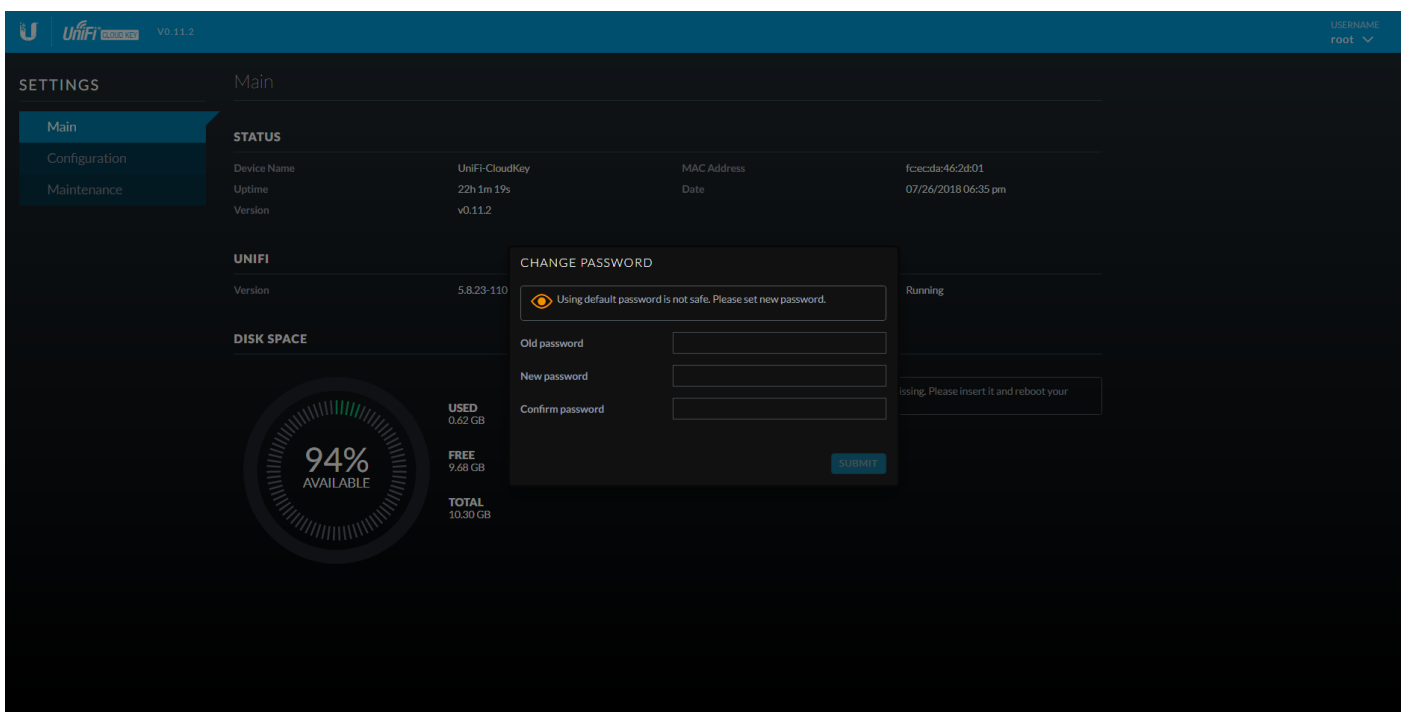 UniFi CLOUD KEY V0.11.2
USERNAME
root
SETTINGS
Main
Configuration
Maintenance
Main
STATUS
Device Name UniFi-CloudKey MAC Address fc:ec:da:46:2d:01
Uptime 22h 1m 19s Date 07/26/2018 06:35 pm
Version v0.11.2
UNIFI
Version 5.8.23-110 Running
DISK SPACE
94%
AVAILABLE
USED
0.62 GB
FREE
9.68 GB
TOTAL
10.30 GB
issing. Please insert it and reboot your
CHANGE PASSWORD
Using default password is not safe. Please set new password.
Old password
New password
Confirm password
SUBMIT